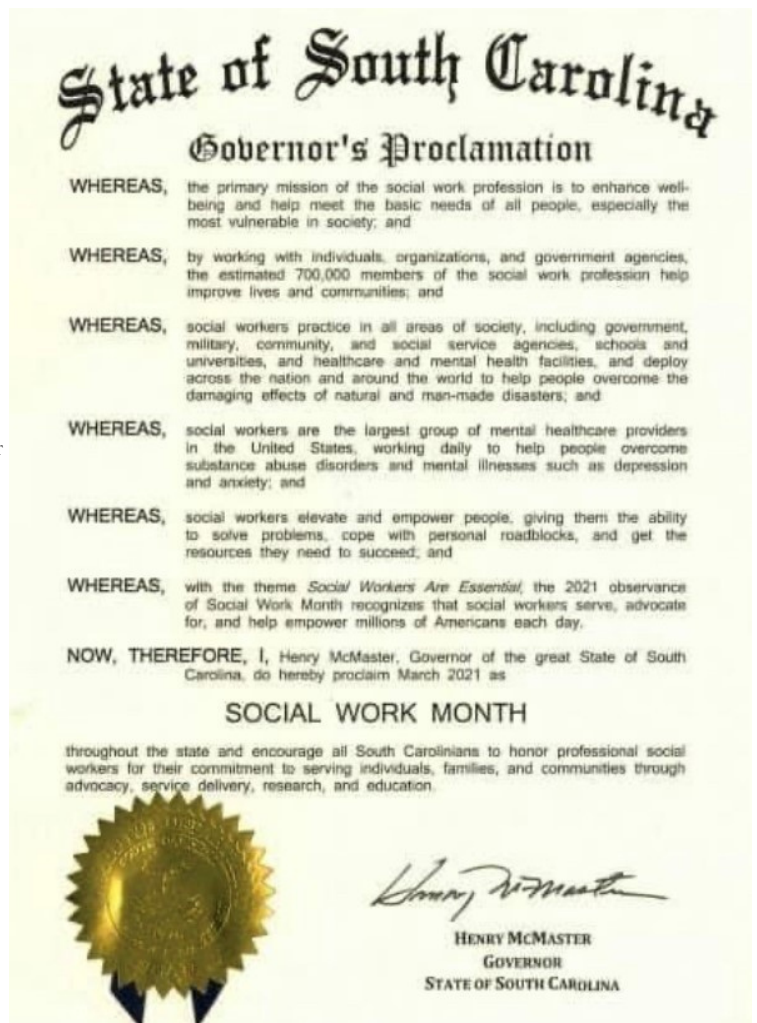 State of South Carolina
Governor's Proclamation
WHEREAS, the primary mission of the social work profession is to enhance well-
being and help meet the basic needs of all people, especially the
most vulnerable in society; and
WHEREAS, by working with individuals, organizations, and government agencies,
the estimated 700,000 members of the social work profession help
improve lives and communities; and
WHEREAS, social workers practice in all areas of society, including government,
military, community, and social service agencies, schools and
universities, and healthcare and mental health facilities, and deploy
across the nation and around the world to help people overcome the
damaging effects of natural and man-made disasters; and
WHEREAS, social workers are the largest group of mental healthcare providers
in the United States, working daily to help people overcome
substance abuse disorders and mental illnesses such as depression
and anxiety; and
WHEREAS, social workers elevate and empower people, giving them the ability
to solve problems, cope with personal roadblocks, and get the
resources they need to succeed; and
WHEREAS, with the theme Social Workers Are Essential, the 2021 observance
of Social Work Month recognizes that social workers serve, advocate
for, and help empower millions of Americans each day.
NOW, THEREFORE, I, Henry McMaster, Governor of the great State of South
Carolina, do hereby proclaim March 2021 as
SOCIAL WORK MONTH
throughout the state and encourage all South Carolinians to honor professional social
workers for their commitment to serving individuals, families, and communities through
advocacy, service delivery, research, and education.
Henry McMaster
HENRY MCMASTER
GOVERNOR
STATE OF SOUTH CAROLINA